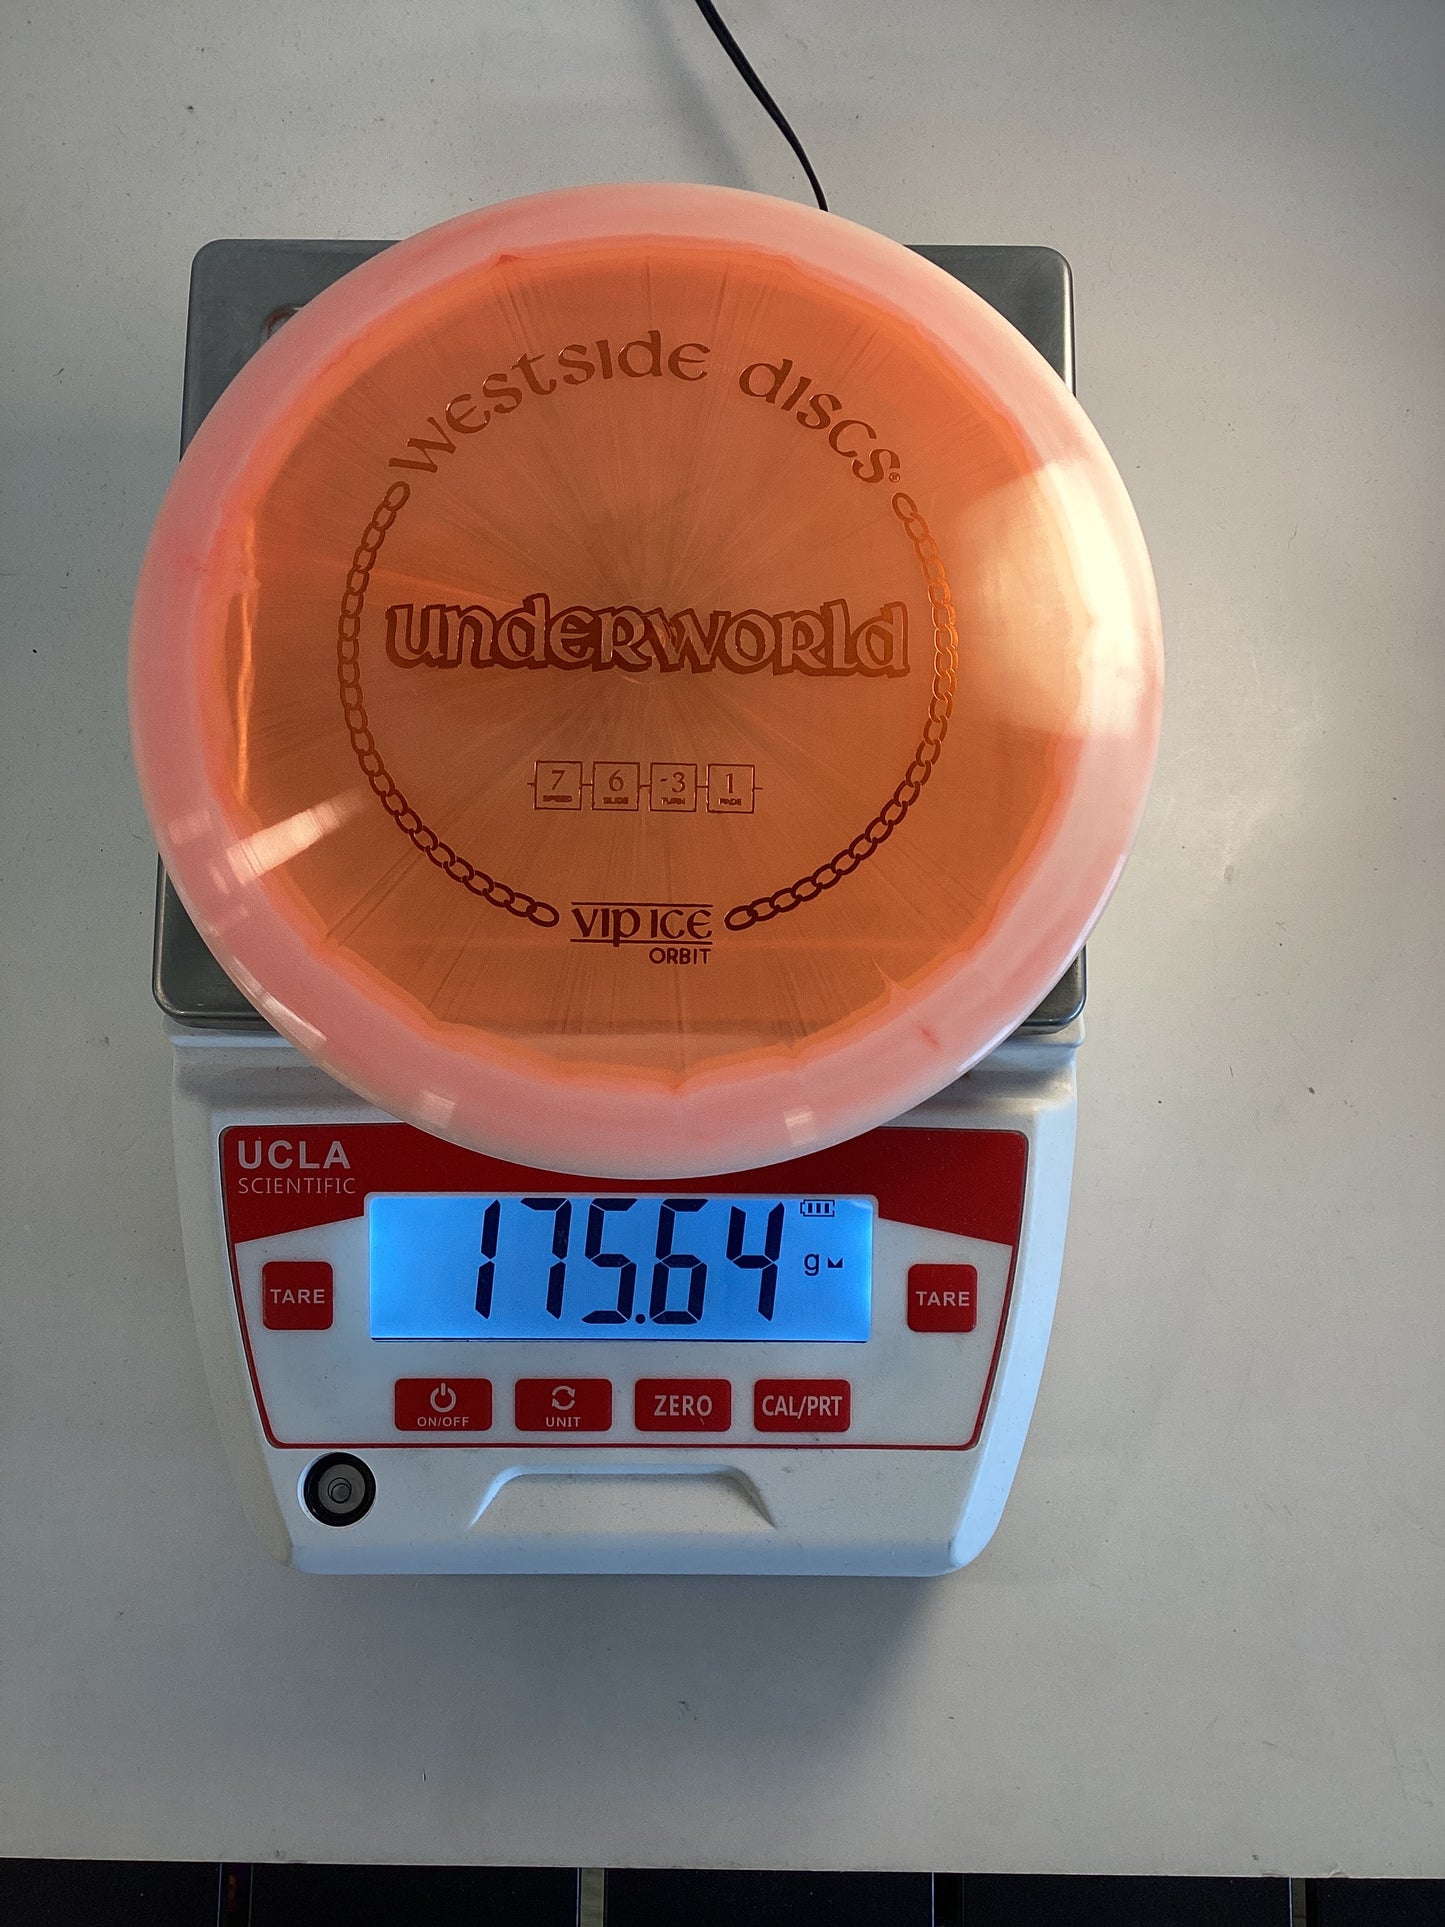 westside discs®
underworld
7 6 -3 1
SPEED GLIDE TURN FADE
VIP ICE
ORBIT
UCLA
SCIENTIFIC
175.64 g
TARE
TARE
ON/OFF UNIT ZERO CAL/PRT